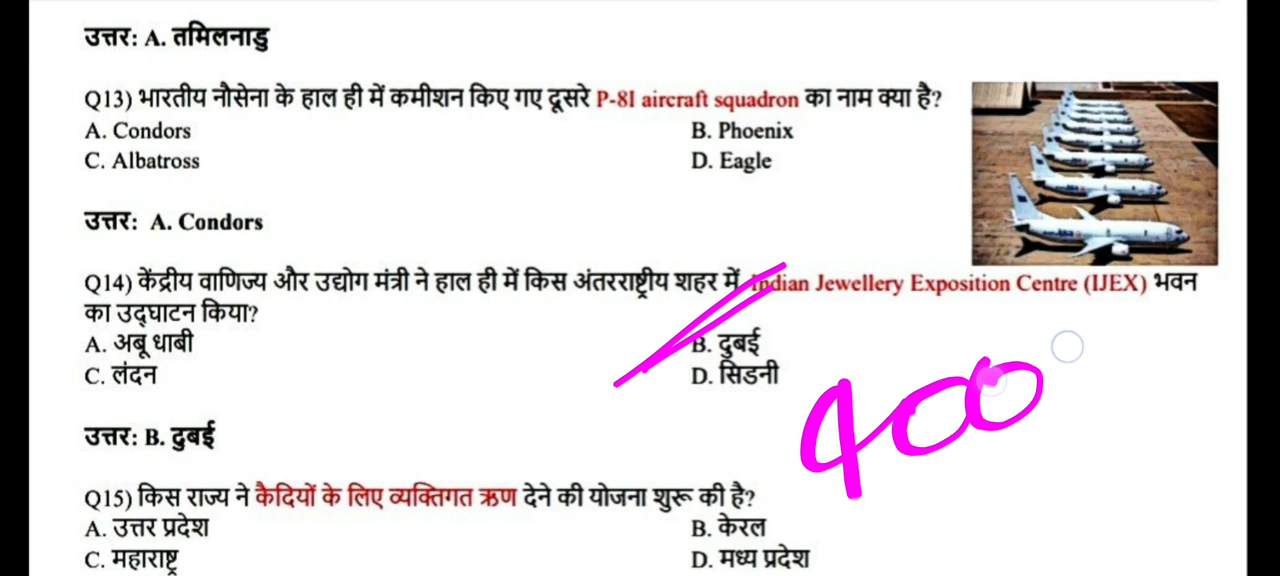 उत्तर: A. तमिलनाडु
Q13) भारतीय नौसेना के हाल ही में कमीशन किए गए दूसरे P-8I aircraft squadron का नाम क्या है?
A. Condors B. Phoenix
C. Albatross D. Eagle
उत्तर: A. Condors
Q14) केंद्रीय वाणिज्य और उद्योग मंत्री ने हाल ही में किस अंतरराष्ट्रीय शहर में Indian Jewellery Exposition Centre (IJEX) भवन
का उद्घाटन किया?
A. अबू धाबी B. दुबई
C. लंदन D. सिडनी
400
उत्तर: B. दुबई
Q15) किस राज्य ने कैदियों के लिए व्यक्तिगत ऋण देने की योजना शुरू की है?
A. उत्तर प्रदेश B. केरल
C. महाराष्ट्र D. मध्य प्रदेश